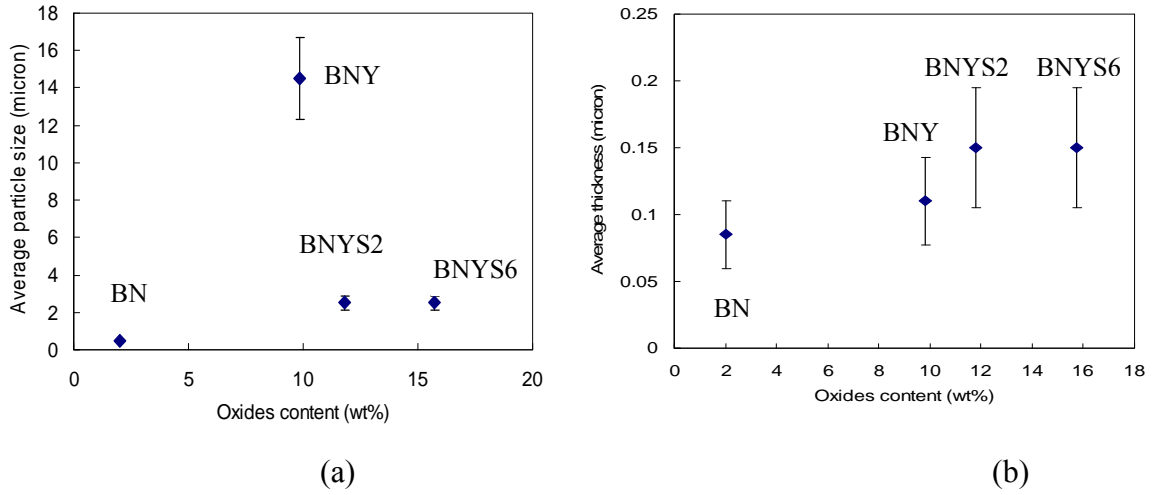 18
16
14
12
10
8
6
4
2
0
Average particle size (micron)
BNY
BNYS2
BNYS6
BN
0 5 10 15 20
Oxides content (wt%)
(a)
0.25
0.2
0.15
0.1
0.05
0
Average thickness (micron)
BNYS2 BNYS6
BNY
BN
0 2 4 6 8 10 12 14 16 18
Oxides content (wt%)
(b)